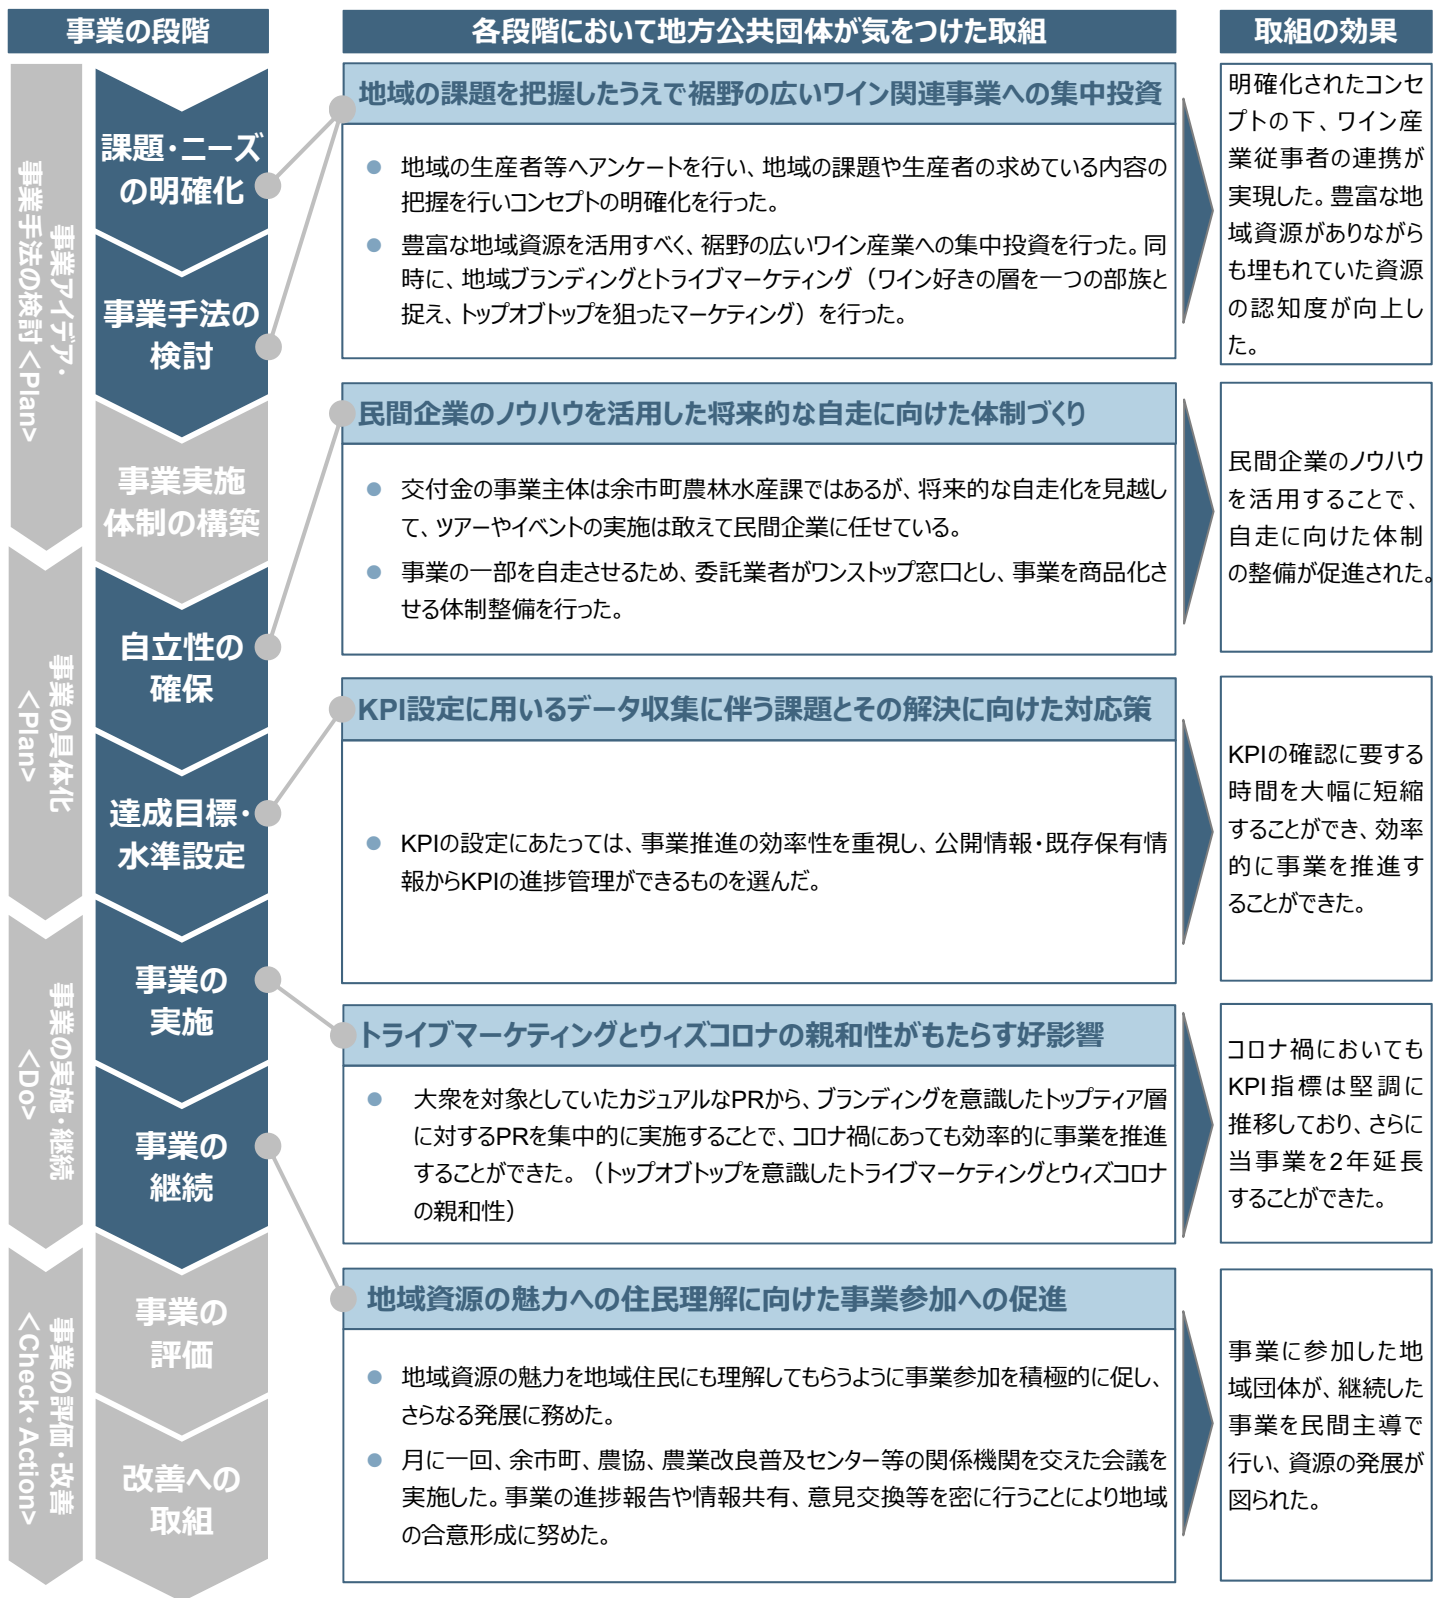 事業の段階
各段階において地方公共団体が気をつけた取組
取組の効果
事業アイデア・
事業手法の検討 <Plan>
事業の具体化
<Plan>
事業の実施・継続
<Do>
事業の評価・改善
<Check・Action>
課題・ニーズ
の明確化
事業手法の
検討
事業実施
体制の構築
自立性の
確保
達成目標・
水準設定
事業の
実施
事業の
継続
事業の
評価
改善への
取組
地域の課題を把握したうえで裾野の広いワイン関連事業への集中投資
● 地域の生産者等へアンケートを行い、地域の課題や生産者の求めている内容の
把握を行いコンセプトの明確化を行った。
● 豊富な地域資源を活用すべく、裾野の広いワイン産業への集中投資を行った。同
時に、地域ブランディングとトライブマーケティング（ワイン好きの層を一つの部族と
捉え、トップオブトップを狙ったマーケティング）を行った。
明確化されたコンセ
プトの下、ワイン産
業従事者の連携が
実現した。豊富な地
域資源がありながら
も埋もれていた資源
の認知度が向上し
た。
民間企業のノウハウを活用した将来的な自走に向けた体制づくり
● 交付金の事業主体は余市町農林水産課ではあるが、将来的な自走化を見越し
て、ツアーやイベントの実施は敢えて民間企業に任せている。
● 事業の一部を自走させるため、委託業者がワンストップ窓口とし、事業を商品化さ
せる体制整備を行った。
民間企業のノウハウ
を活用することで、
自走に向けた体制
の整備が促進された。
KPI設定に用いるデータ収集に伴う課題とその解決に向けた対応策
● KPIの設定にあたっては、事業推進の効率性を重視し、公開情報・既存保有情
報からKPIの進捗管理ができるものを選んだ。
KPIの確認に要する
時間を大幅に短縮
することができ、効率
的に事業を推進す
ることができた。
トライブマーケティングとウィズコロナの親和性がもたらす好影響
● 大衆を対象としていたカジュアルなPRから、ブランディングを意識したトップティア層
に対するPRを集中的に実施することで、コロナ禍にあっても効率的に事業を推進
することができた。（トップオブトップを意識したトライブマーケティングとウィズコロナ
の親和性）
コロナ禍においても
KPI指標は堅調に
推移しており、さらに
当事業を2年延長
することができた。
地域資源の魅力への住民理解に向けた事業参加への促進
● 地域資源の魅力を地域住民にも理解してもらうように事業参加を積極的に促し、
さらなる発展に務めた。
● 月に一回、余市町、農協、農業改良普及センター等の関係機関を交えた会議を
実施した。事業の進捗報告や情報共有、意見交換等を密に行うことにより地域
の合意形成に努めた。
事業に参加した地
域団体が、継続した
事業を民間主導で
行い、資源の発展が
図られた。